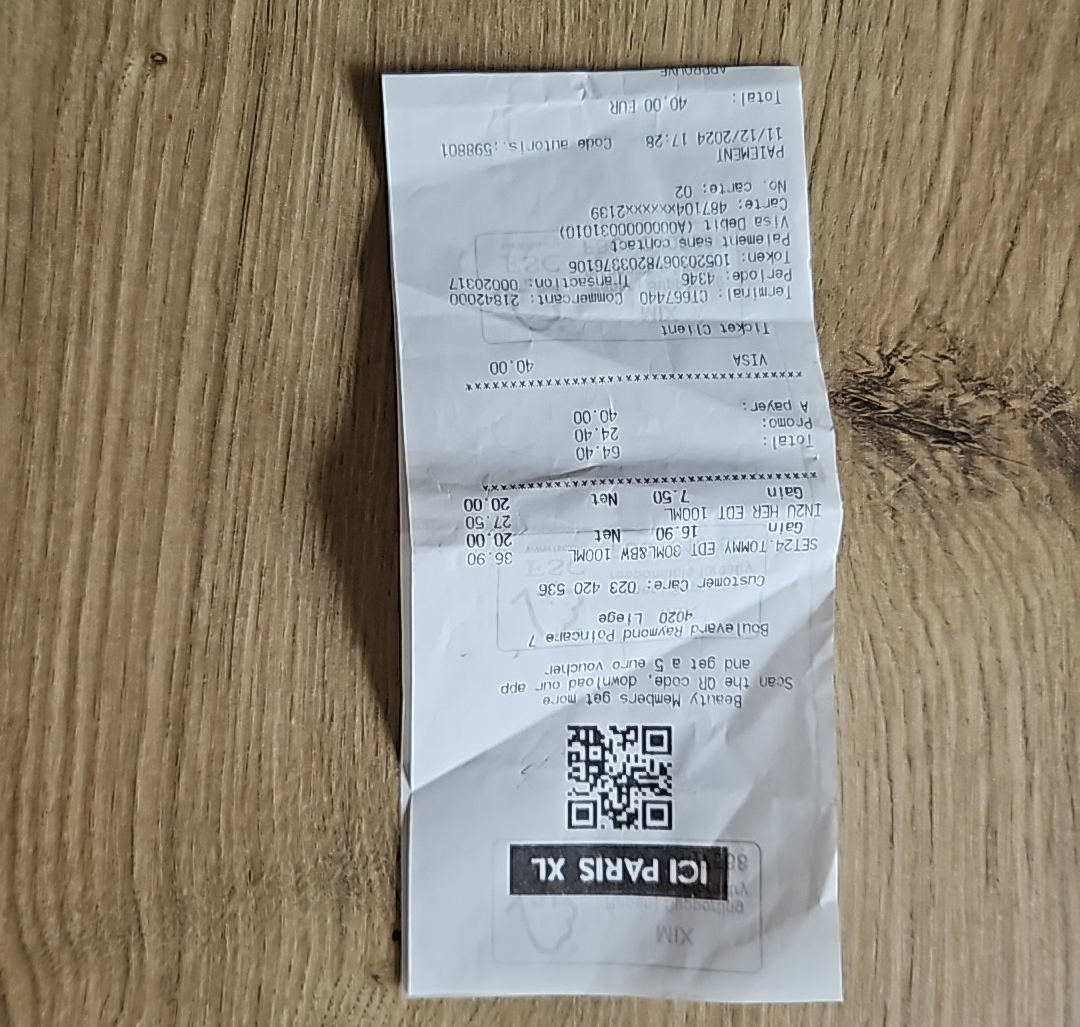 ICI PARIS XL
Beauty Members get more
Scan the QR code, download our app
and get a 5 euro voucher
Boulevard Raymond Poincare 7
4020 Liege
Customer Care: 023 420 536
SET24.TOMMY EDT 30ML&BW 100ML 36.90
Gain 16.90 Net 20.00
IN2U HER EDT 100ML 27.50
Gain 7.50 Net 20.00
*****************************************
Total: 64.40
Promo: 24.40
A payer: 40.00
*****************************************
VISA 40.00
Ticket Client
Terminal: CT667440 Commercant: 21842000
Periode: 4346 Transaction: 00020317
Token: 1052030678203376106
Paiement sans contact
Visa Debit (A0000000031010)
Carte: 487104xxxxxxx2139
No. carte: 02
PAIEMENT
11/12/2024 17:28 Code autoris.:598801
Total: 40,00 EUR
APPROUVE